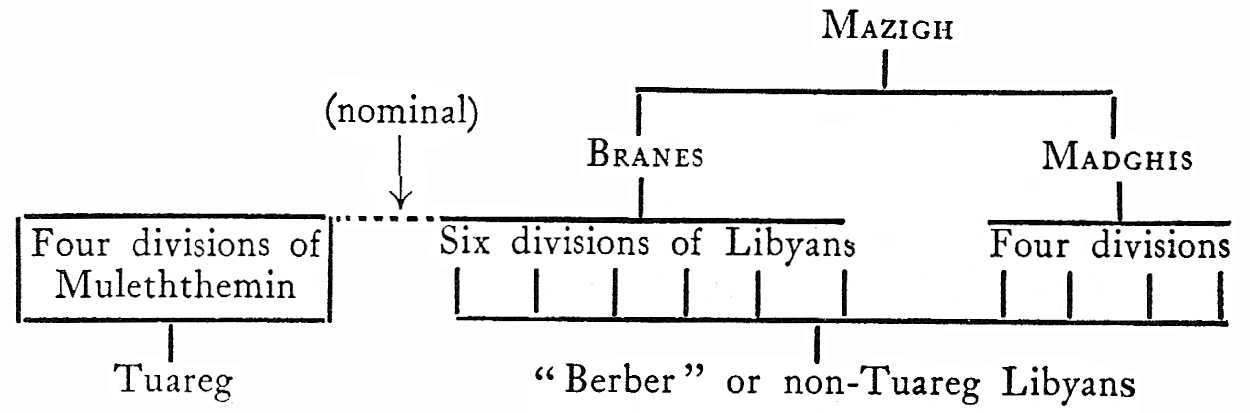 MAZIGH
(nominal)
BRANES
MADGHIS
Four divisions of
Muleththemin
Six divisions of Libyans
Four divisions
Tuareg
“Berber” or non-Tuareg Libyans